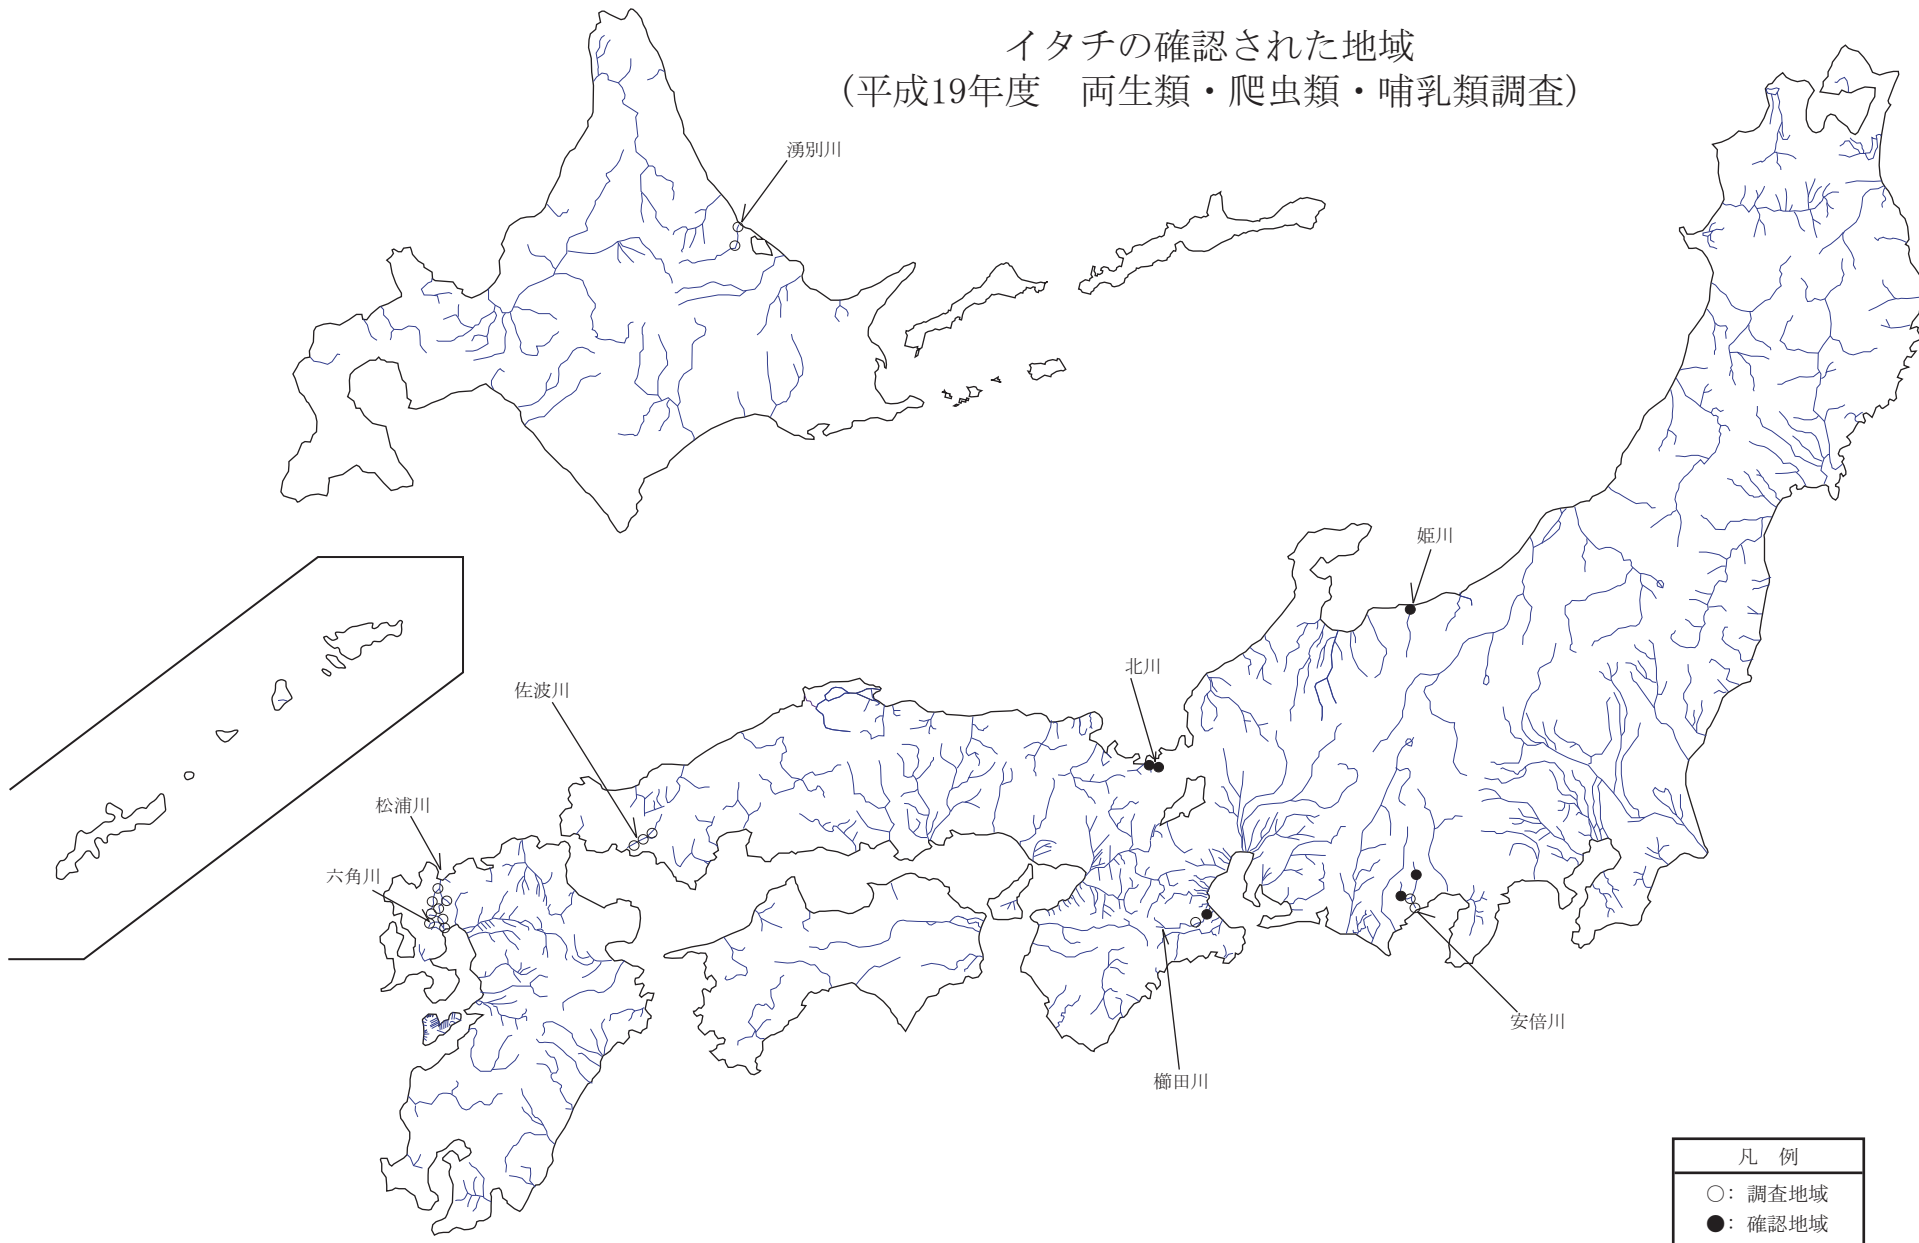 イタチの確認された地域
(平成19年度　両生類・爬虫類・哺乳類調査)
湧別川
姫川
北川
佐波川
松浦川
六角川
安倍川
櫛田川
凡　例
○：調査地域
●：確認地域